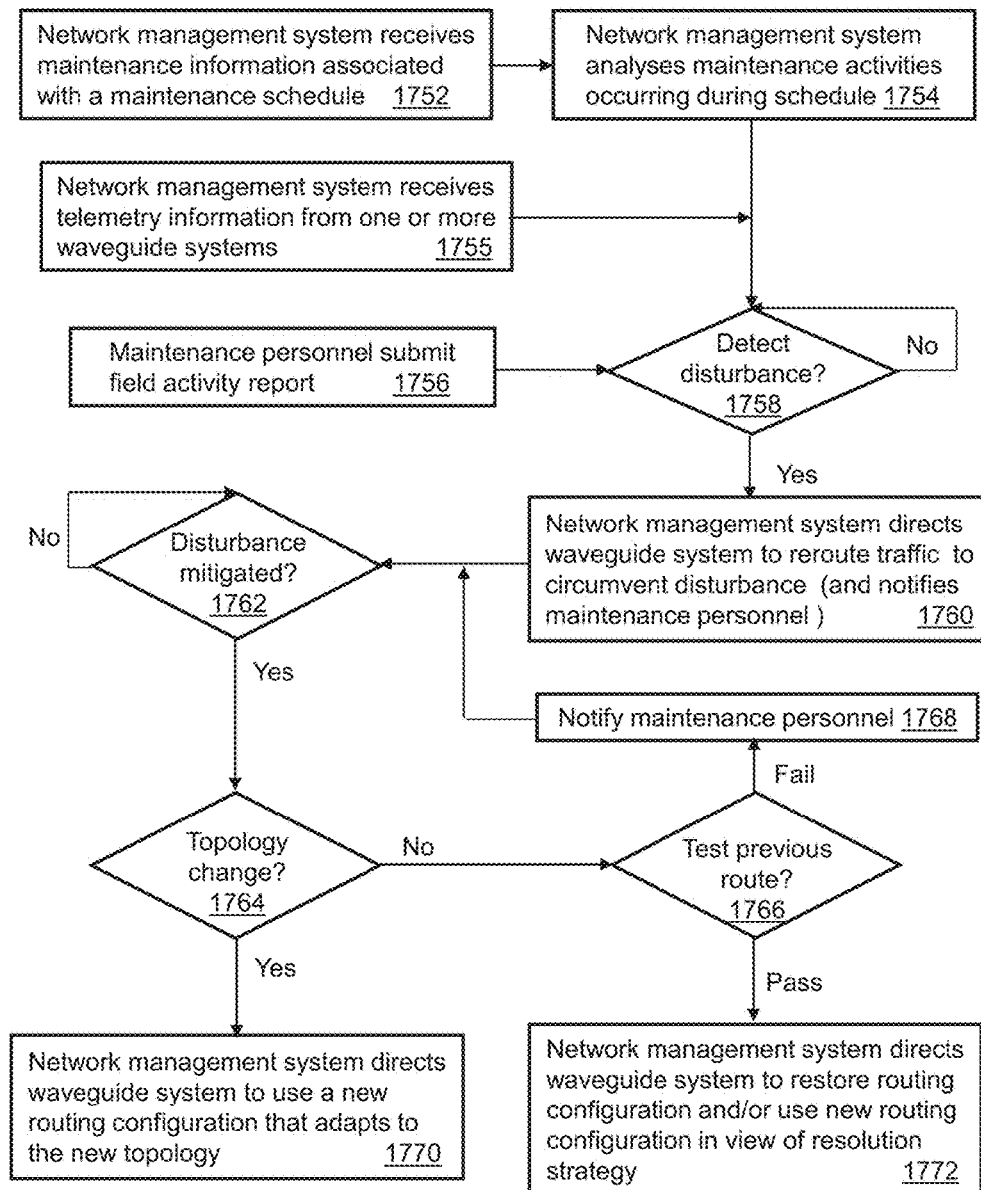 Network management system receives
maintenance information associated
with a maintenance schedule 1752
Network management system
analyses maintenance activities
occurring during schedule 1754
Network management system receives
telemetry information from one or more
waveguide systems 1755
Maintenance personnel submit
field activity report 1756
Detect
disturbance?
1758
No
Yes
Network management system directs
waveguide system to reroute traffic to
circumvent disturbance (and notifies
maintenance personnel ) 1760
No
Disturbance
mitigated?
1762
Yes
Notify maintenance personnel 1768
Fail
Topology
change?
1764
No
Test previous
route?
1766
Yes
Pass
Network management system directs
waveguide system to use a new
routing configuration that adapts to
the new topology 1770
Network management system directs
waveguide system to restore routing
configuration and/or use new routing
configuration in view of resolution
strategy 1772